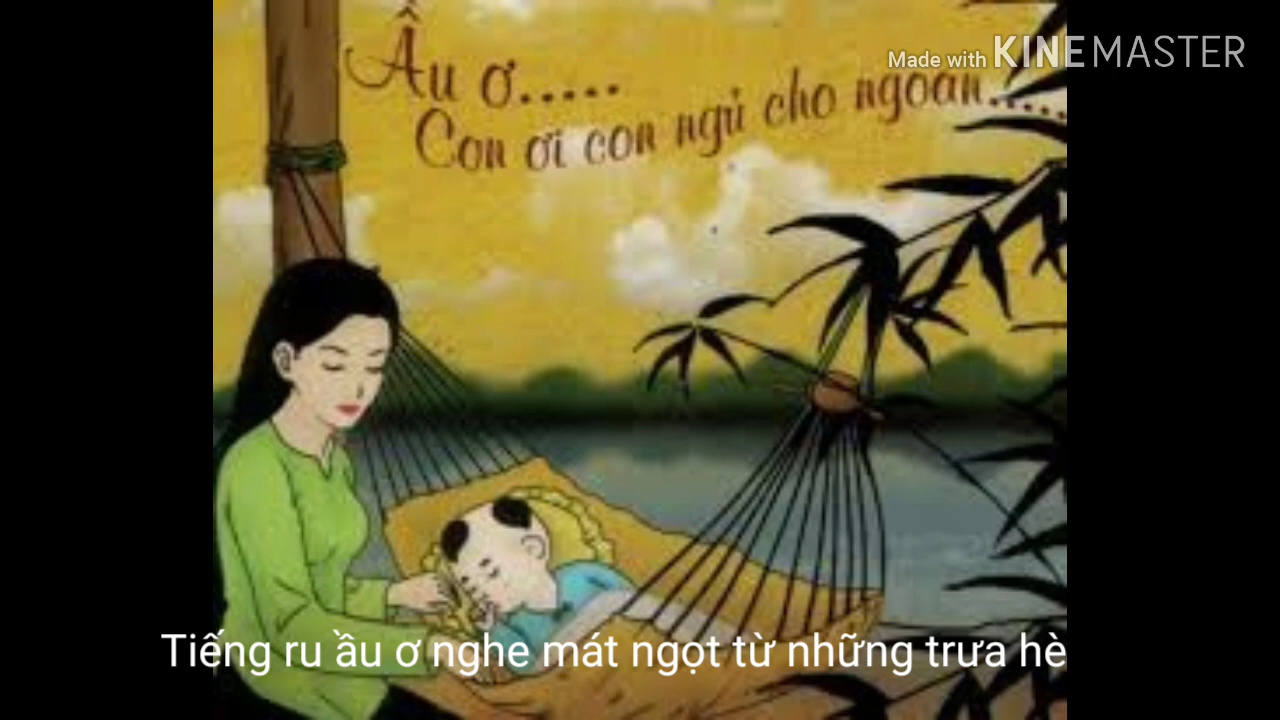 Made with KINEMASTER
Ầu ơ.....
Con ơi con ngủ cho ngoan.....
Tiếng ru ầu ơ nghe mát ngọt từ những trưa hè